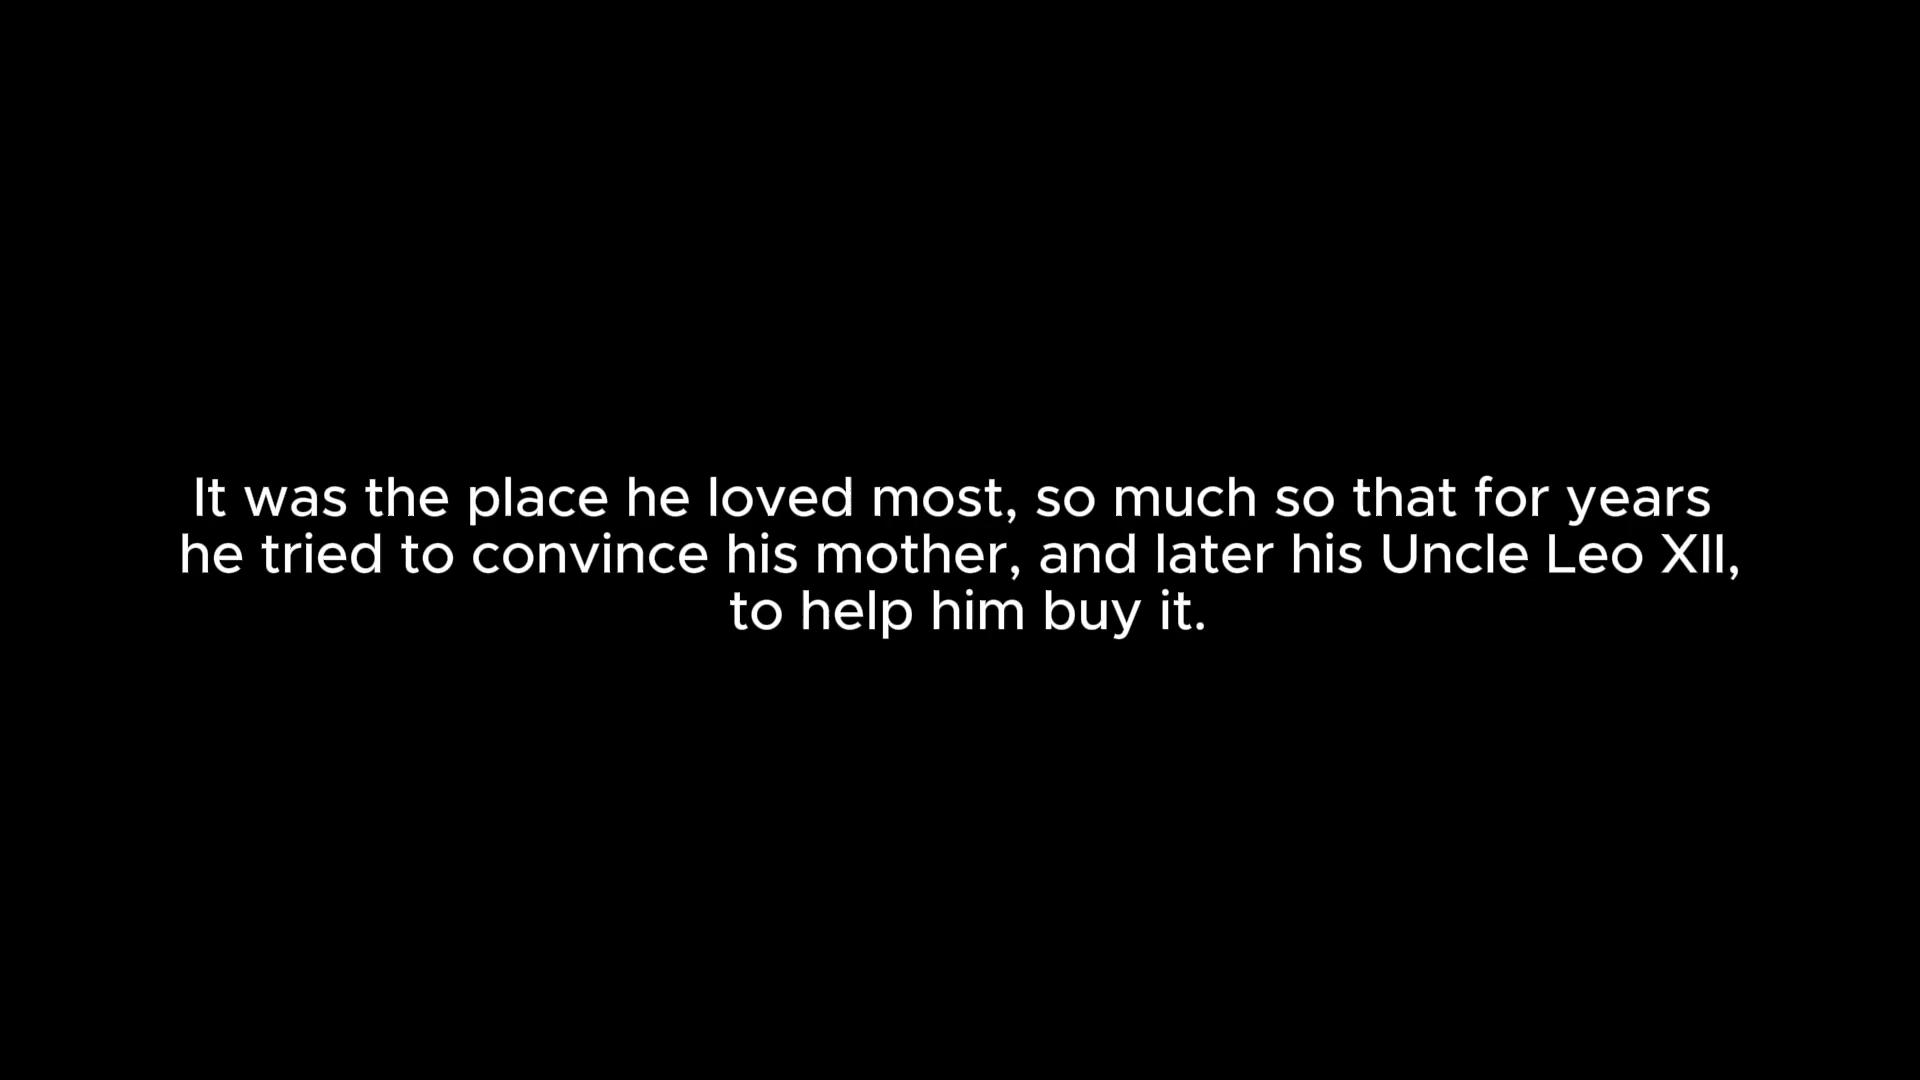 It was the place he loved most, so much so that for years
he tried to convince his mother, and later his Uncle Leo XII,
to help him buy it.